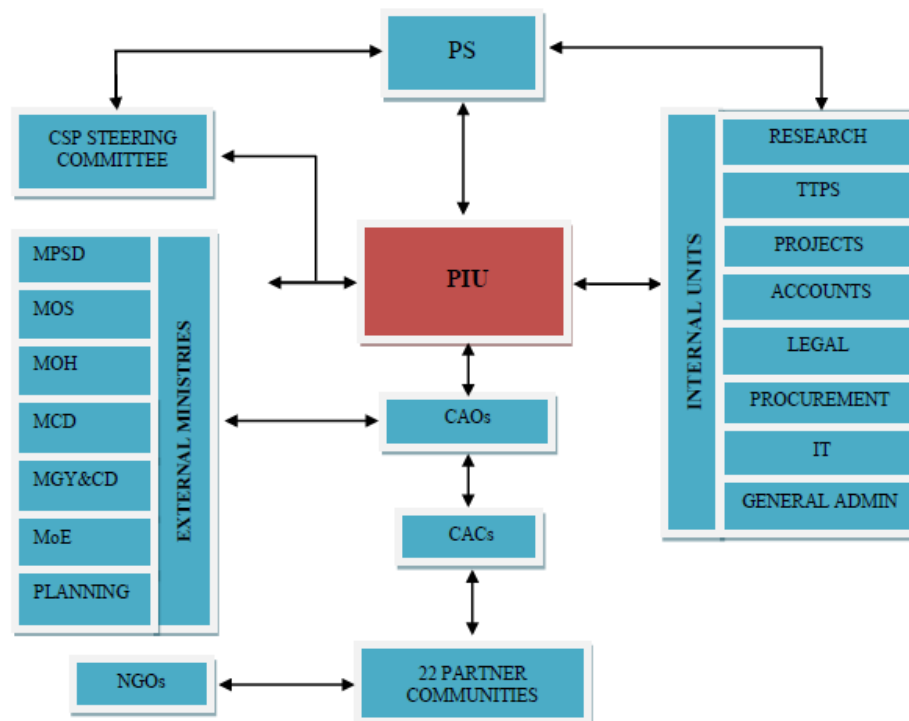 PS
CSP STEERING
COMMITTEE
RESEARCH
TTPS
PROJECTS
ACCOUNTS
LEGAL
PROCUREMENT
IT
GENERAL ADMIN
INTERNAL UNITS
MPSD
MOS
MOH
MCD
MGY&CD
MoE
PLANNING
EXTERNAL MINISTRIES
PIU
CAOs
CACs
NGOs
22 PARTNER
COMMUNITIES